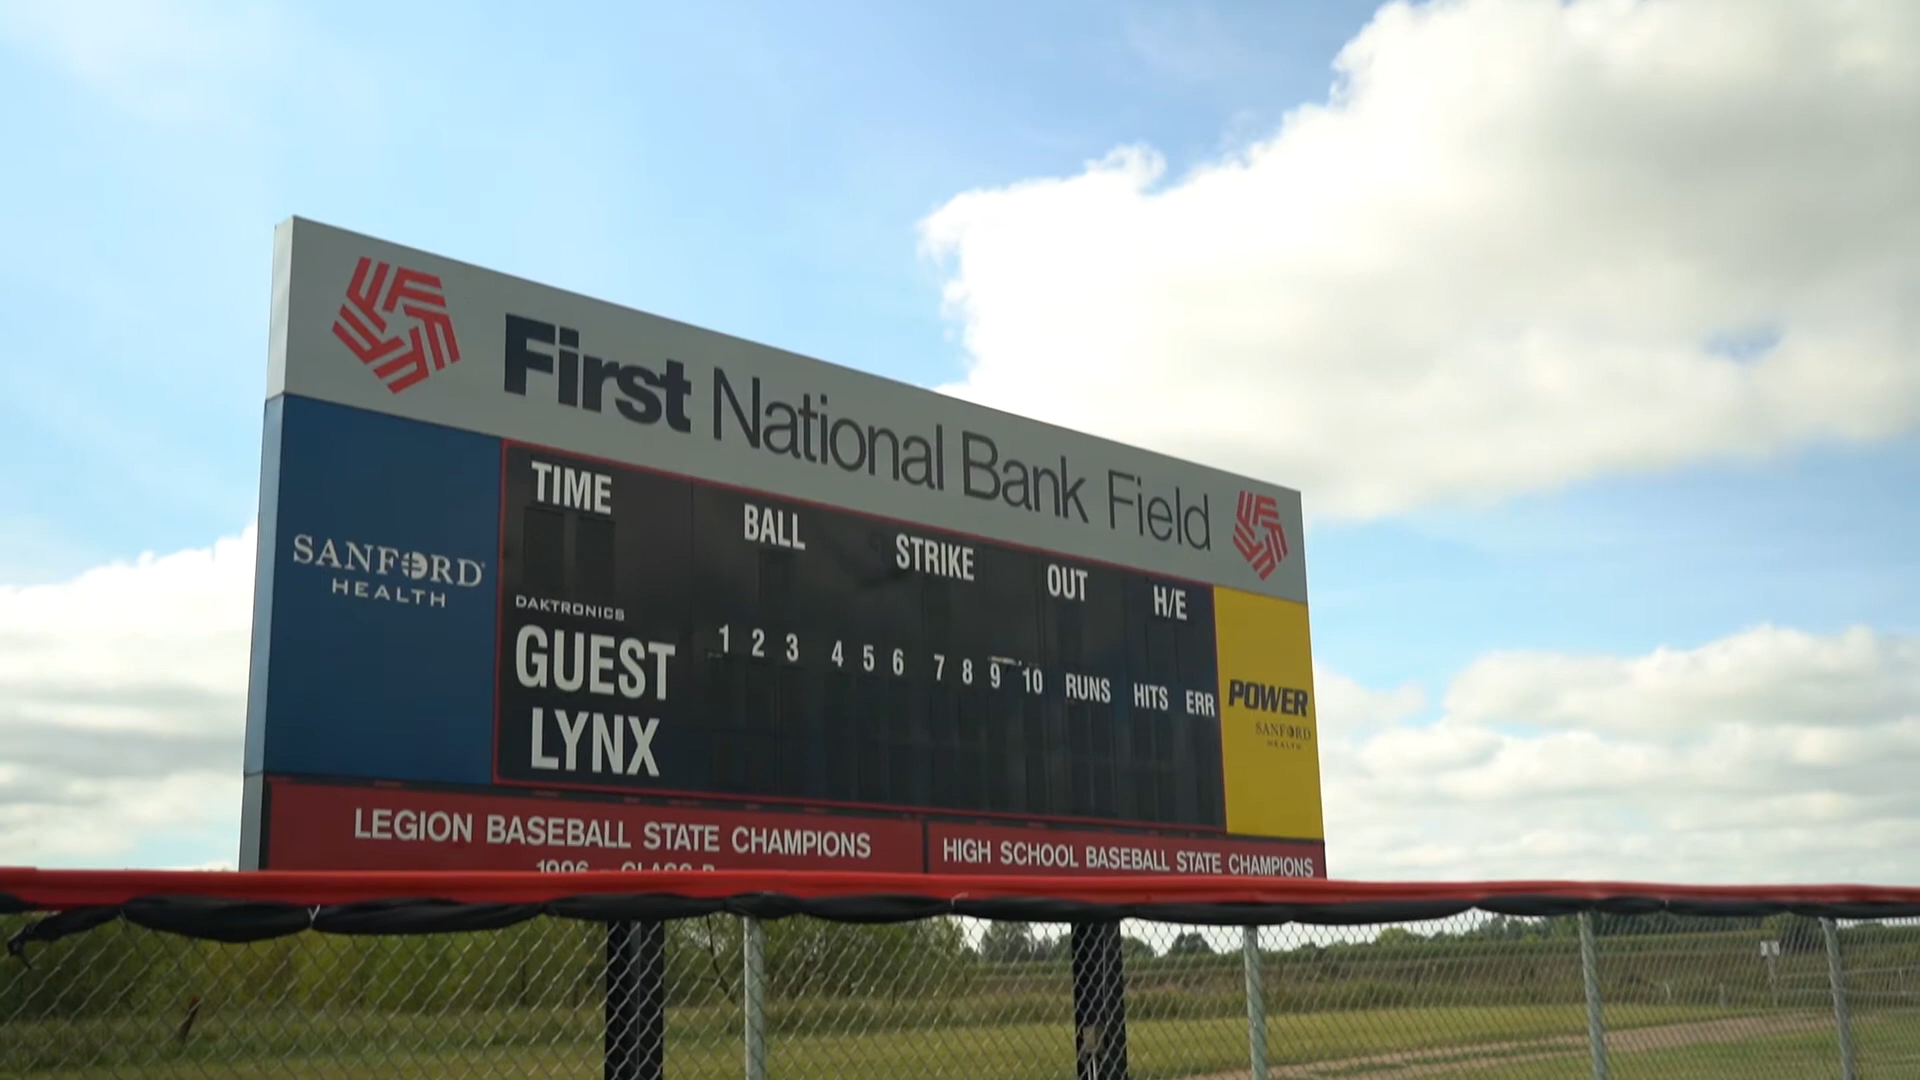 First National Bank Field
SANFORD
HEALTH
TIME
BALL
STRIKE
OUT
H/E
DAKTRONICS
1 2 3 4 5 6 7 8 9 10 RUNS HITS ERR
GUEST
LYNX
POWER
SANFORD
HEALTH
LEGION BASEBALL STATE CHAMPIONS
1996 - CLASS B
HIGH SCHOOL BASEBALL STATE CHAMPIONS